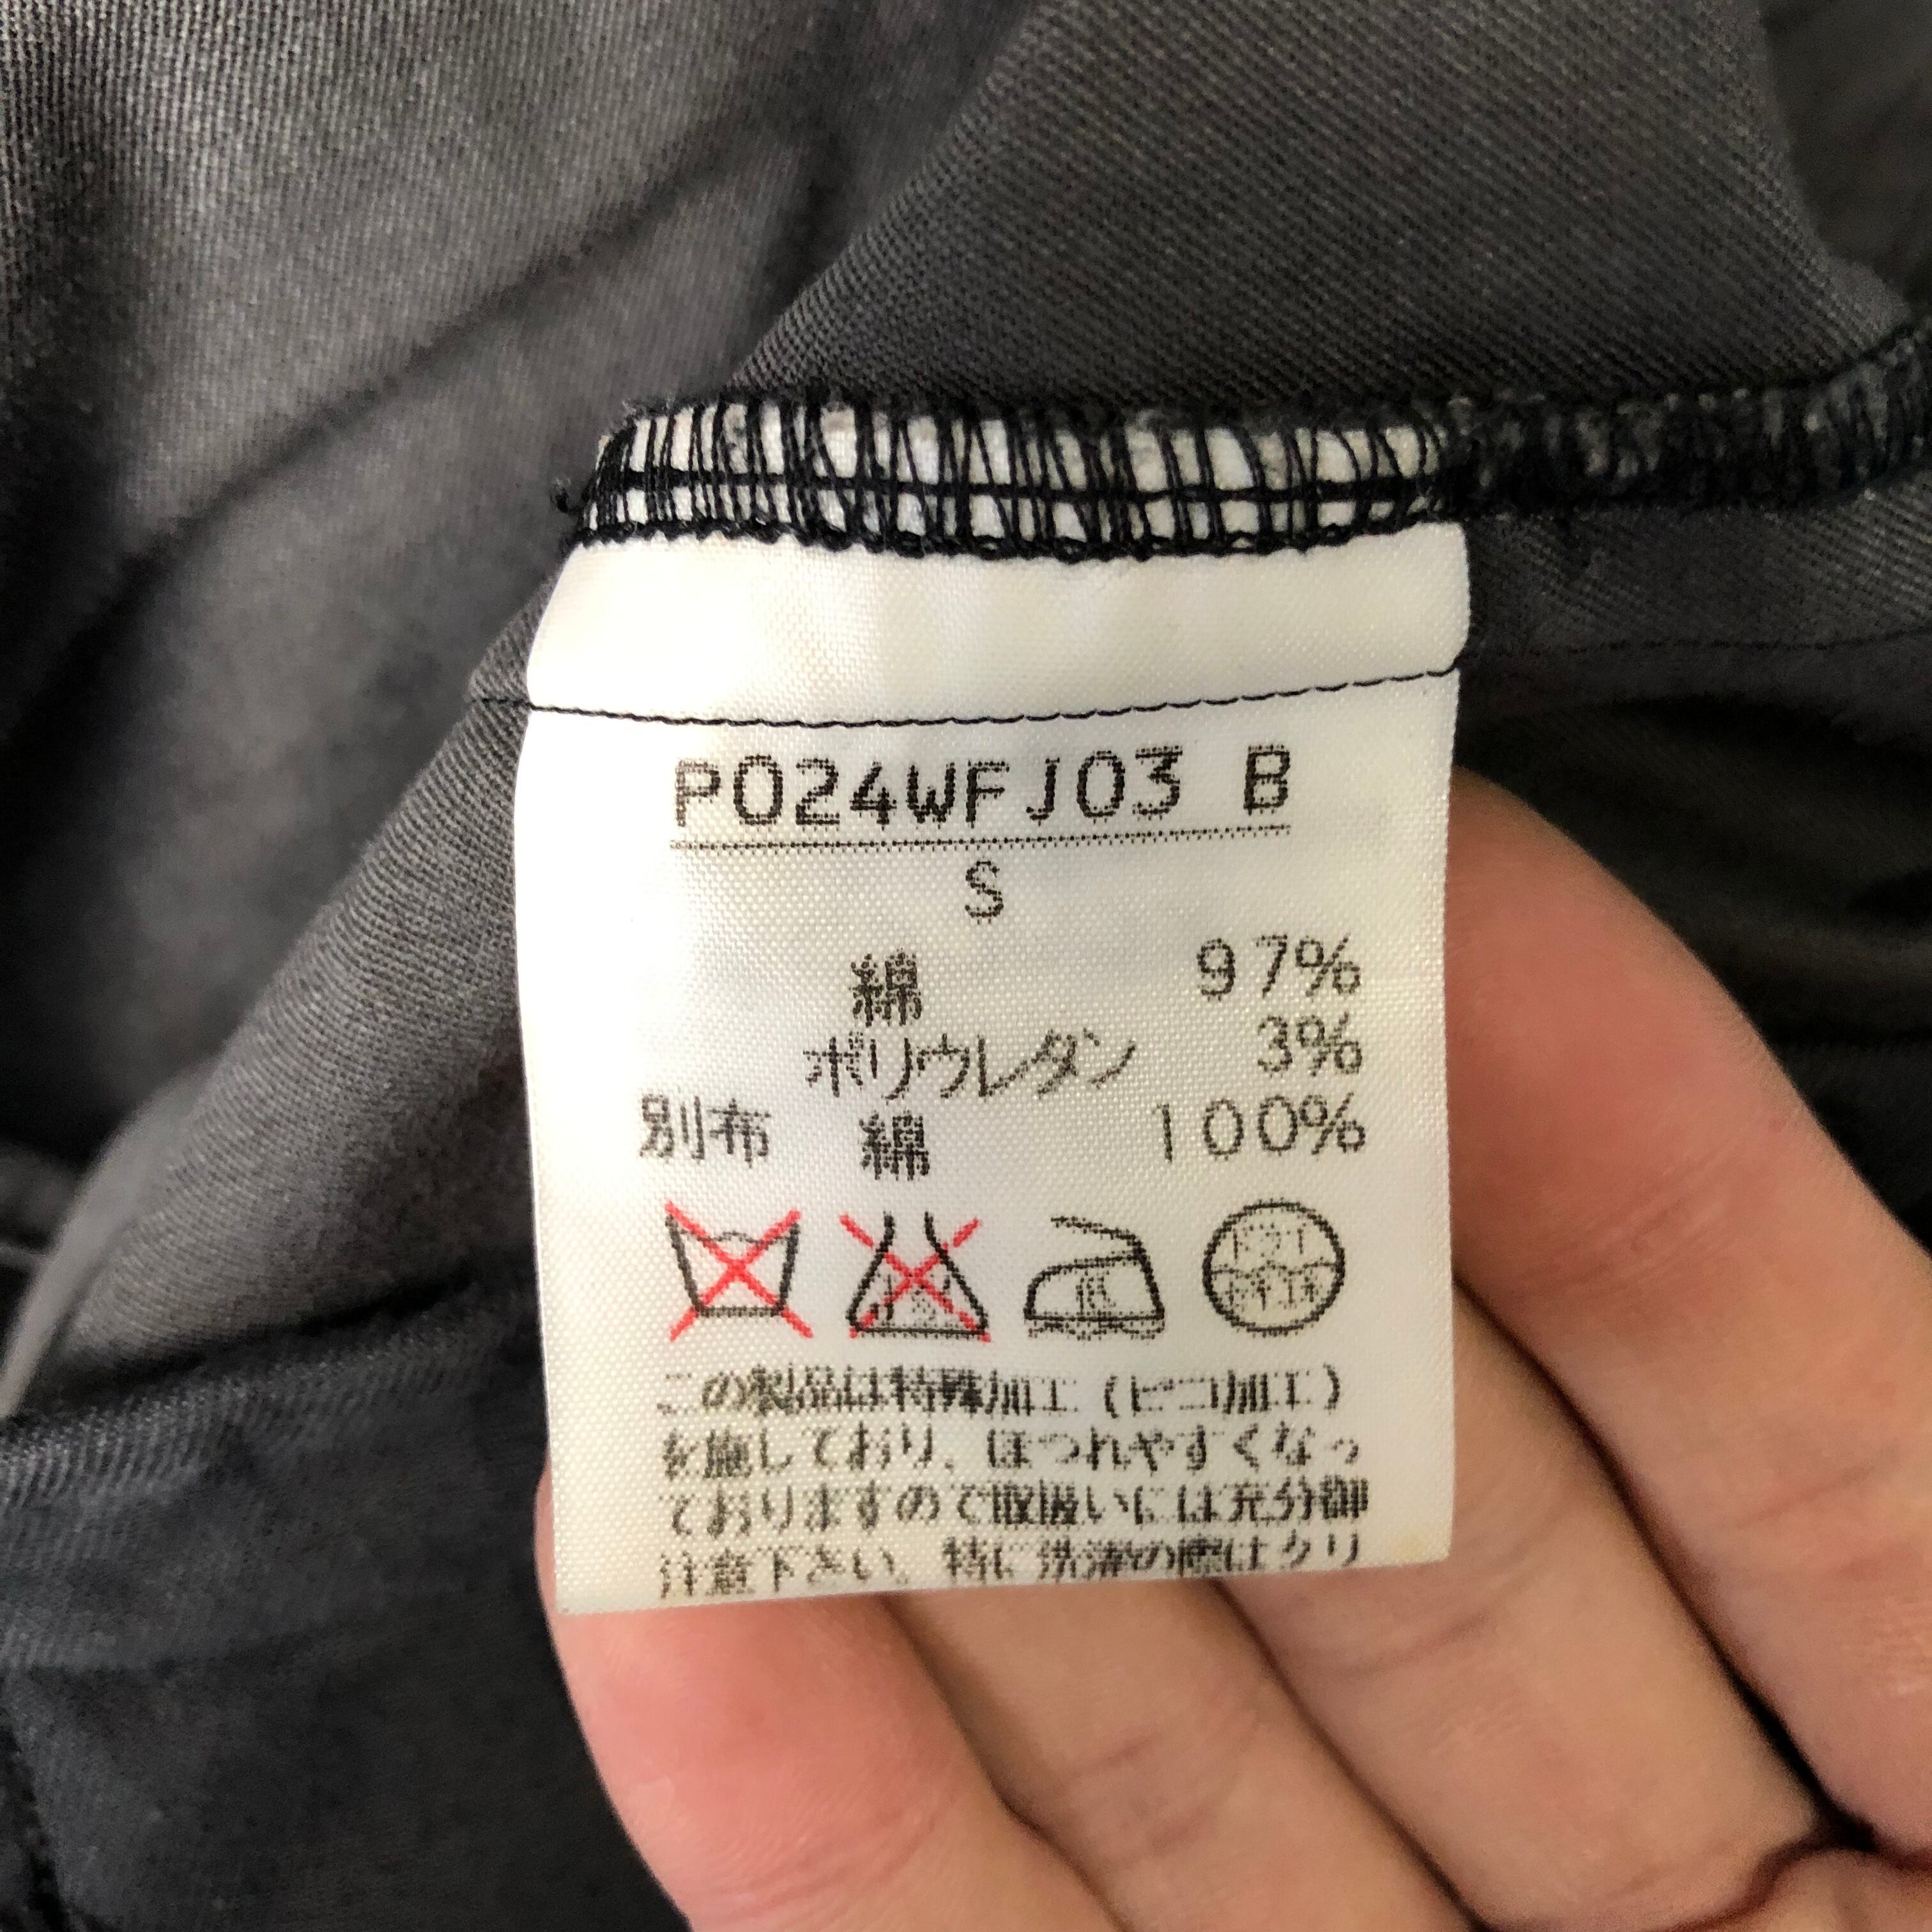 P024WFJ03 B
S
綿 97%
ポリウレタン 3%
別布 綿 100%
この製品は特殊加工(ピコ加工)
を施しており、ほつれやすくなっ
ておりますので取扱いには充分御
注意下さい。特に洗濯の際はクリ